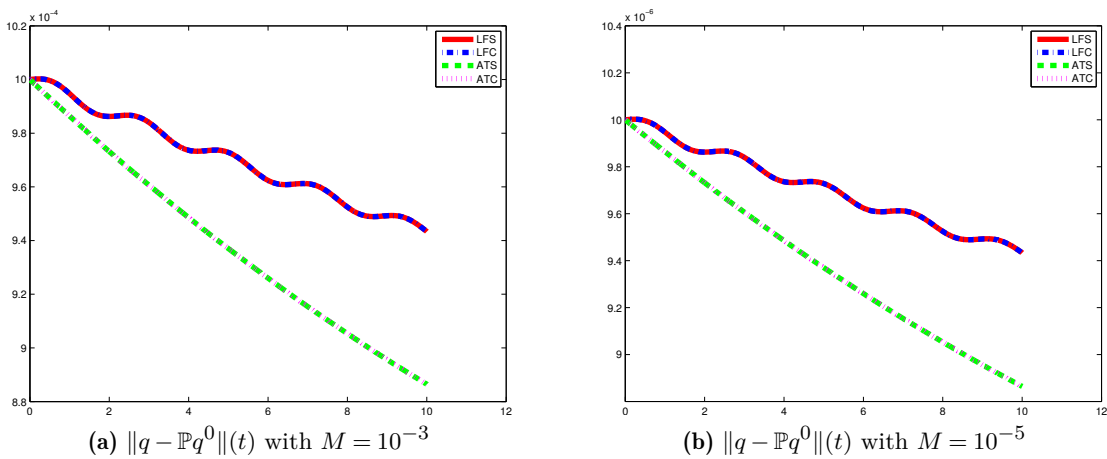 x 10⁻⁴
10.2
10
9.8
9.6
9.4
9.2
9
8.8
0 2 4 6 8 10 12
LFS
LFC
ATS
ATC
(a) ‖q − ℙq⁰‖(t) with M = 10⁻³
x 10⁻⁶
10.4
10.2
10
9.8
9.6
9.4
9.2
9
0 2 4 6 8 10 12
LFS
LFC
ATS
ATC
(b) ‖q − ℙq⁰‖(t) with M = 10⁻⁵